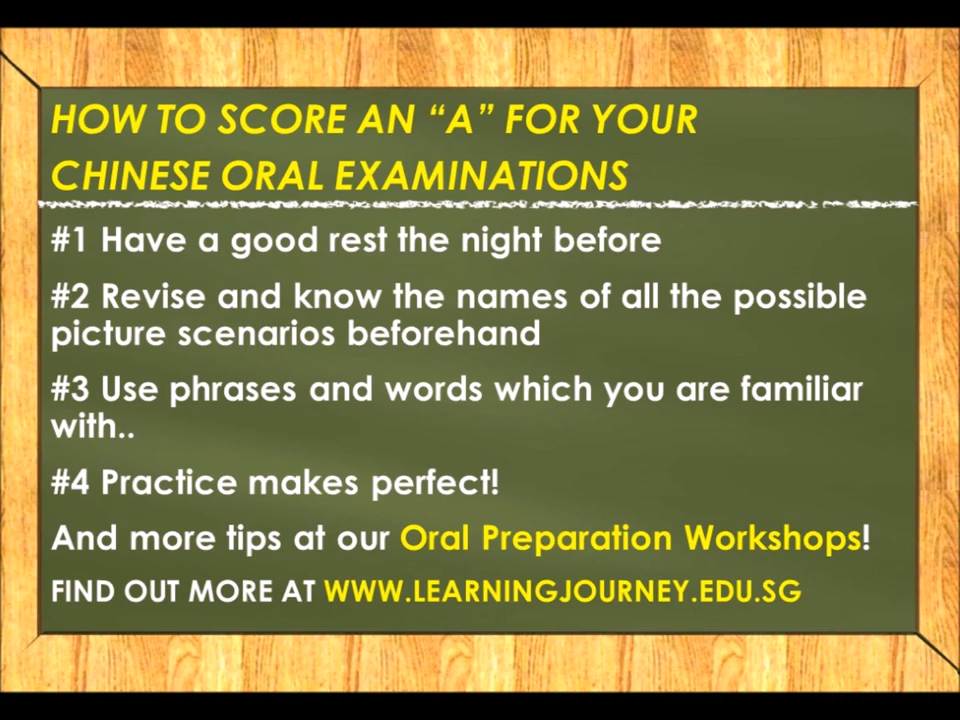 HOW TO SCORE AN “A” FOR YOUR
CHINESE ORAL EXAMINATIONS
#1 Have a good rest the night before
#2 Revise and know the names of all the possible
picture scenarios beforehand
#3 Use phrases and words which you are familiar
with..
#4 Practice makes perfect!
And more tips at our Oral Preparation Workshops!
FIND OUT MORE AT WWW.LEARNINGJOURNEY.EDU.SG